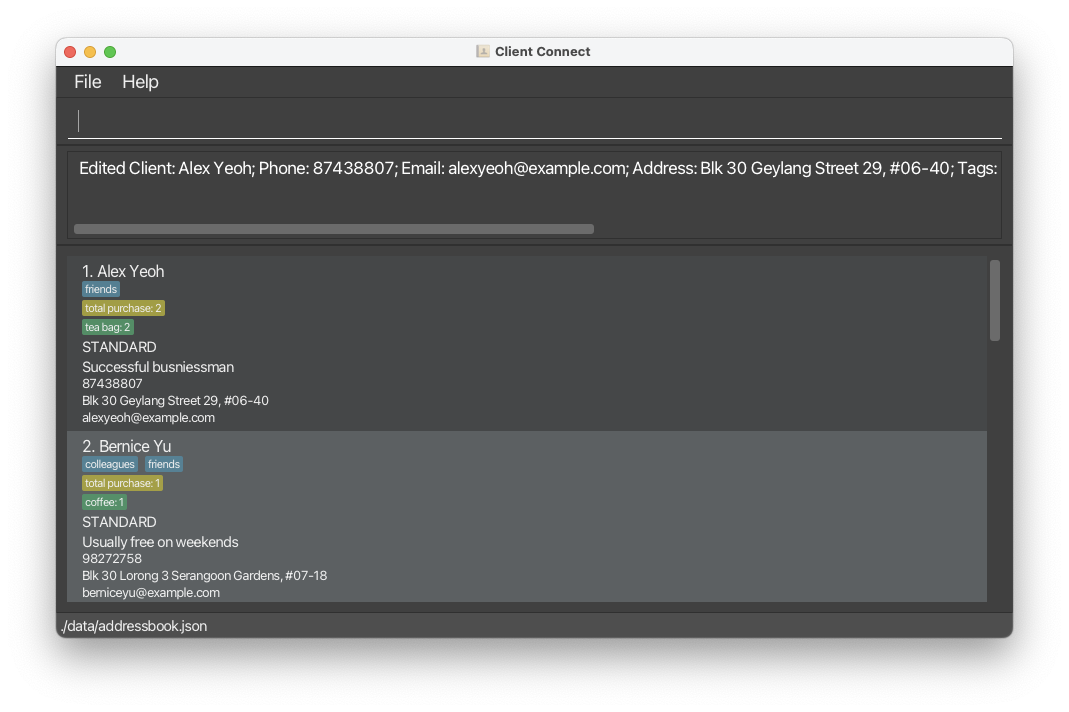 Client Connect
File Help
Edited Client: Alex Yeoh; Phone: 87438807; Email: alexyeoh@example.com; Address: Blk 30 Geylang Street 29, #06-40; Tags:
1. Alex Yeoh
friends
total purchase: 2
tea bag: 2
STANDARD
Successful busniessman
87438807
Blk 30 Geylang Street 29, #06-40
alexyeoh@example.com
2. Bernice Yu
colleagues friends
total purchase: 1
coffee: 1
STANDARD
Usually free on weekends
98272758
Blk 30 Lorong 3 Serangoon Gardens, #07-18
berniceyu@example.com
./data/addressbook.json